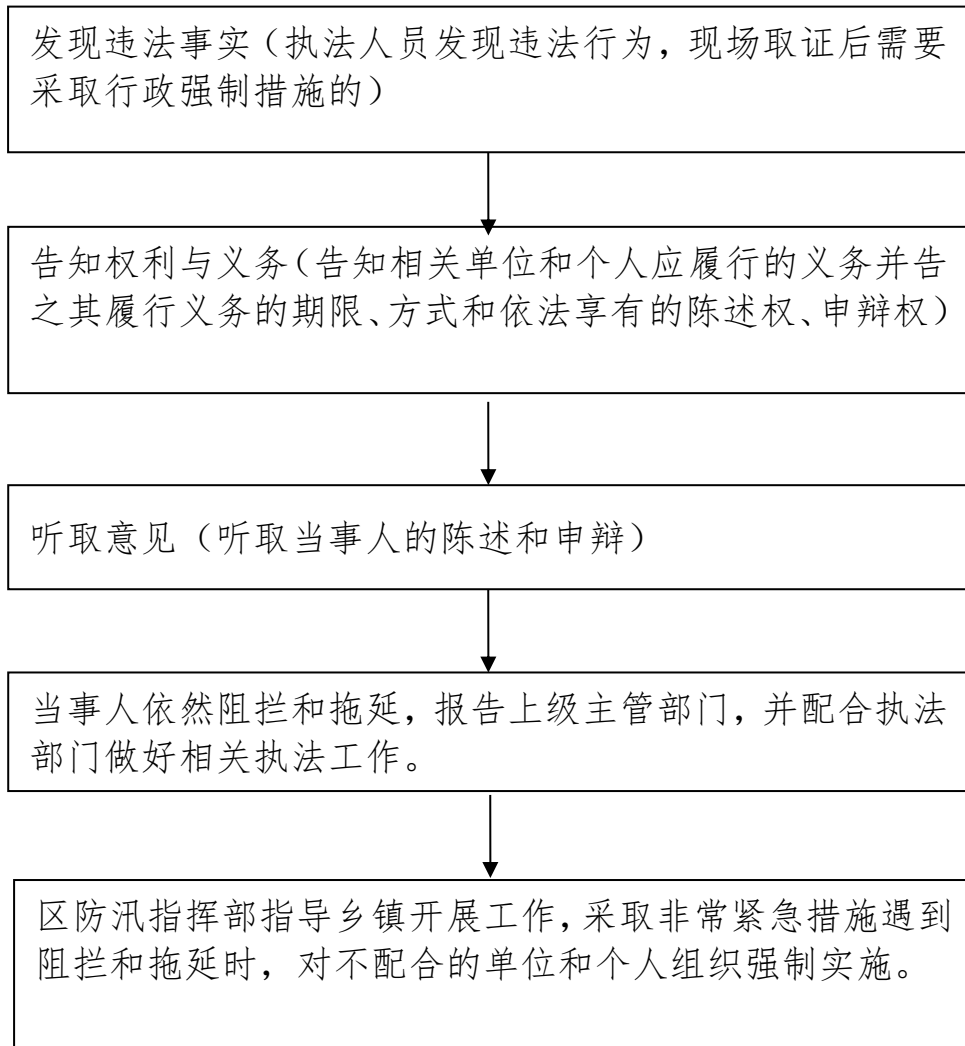 发现违法事实（执法人员发现违法行为，现场取证后需要
采取行政强制措施的）
告知权利与义务（告知相关单位和个人应履行的义务并告
之其履行义务的期限、方式和依法享有的陈述权、申辩权）
听取意见（听取当事人的陈述和申辩）
当事人依然阻拦和拖延，报告上级主管部门，并配合执法
部门做好相关执法工作。
区防汛指挥部指导乡镇开展工作，采取非常紧急措施遇到
阻拦和拖延时，对不配合的单位和个人组织强制实施。